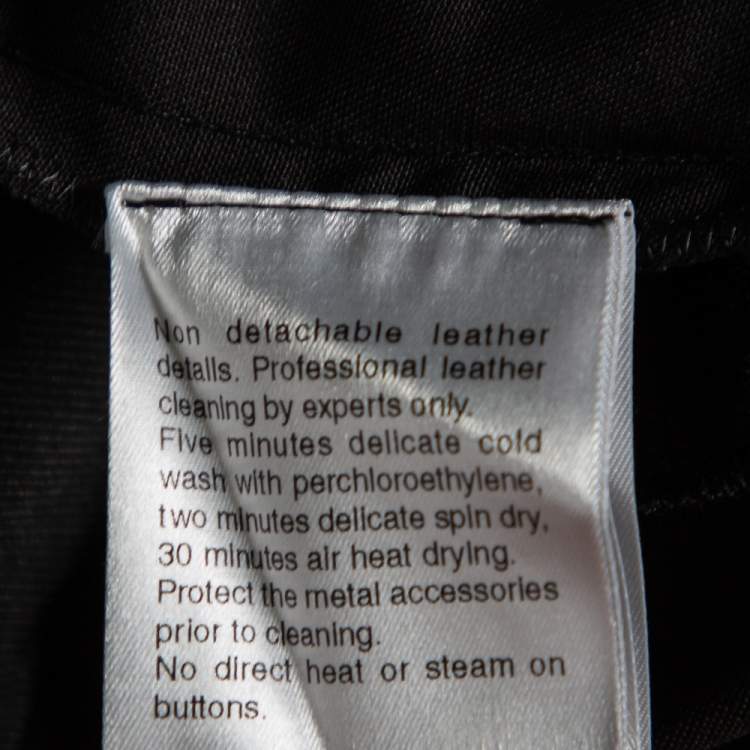 Non detachable leather
details. Professional leather
cleaning by experts only.
Five minutes delicate cold
wash with perchloroethylene,
two minutes delicate spin dry,
30 minutes air heat drying.
Protect the metal accessories
prior to cleaning.
No direct heat or steam on
buttons.